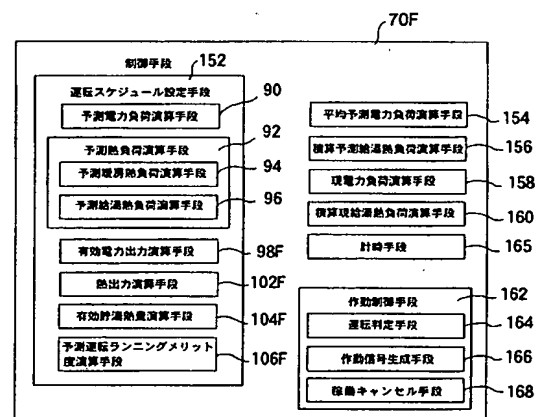 70F
制御手段
152
運転スケジュール設定手段
90
予測電力負荷演算手段
92
予測熱負荷演算手段
94
予測暖房熱負荷演算手段
96
予測給湯熱負荷演算手段
有効電力出力演算手段
98F
熱出力演算手段
102F
有効貯湯熱量演算手段
104F
予測運転ランニングメリット
度演算手段
106F
平均予測電力負荷演算手段
154
積算予測給湯熱負荷演算手段
156
現電力負荷演算手段
158
積算現給湯熱負荷演算手段
160
計時手段
165
作動制御手段
162
運転判定手段
164
作動信号生成手段
166
稼働キャンセル手段
168